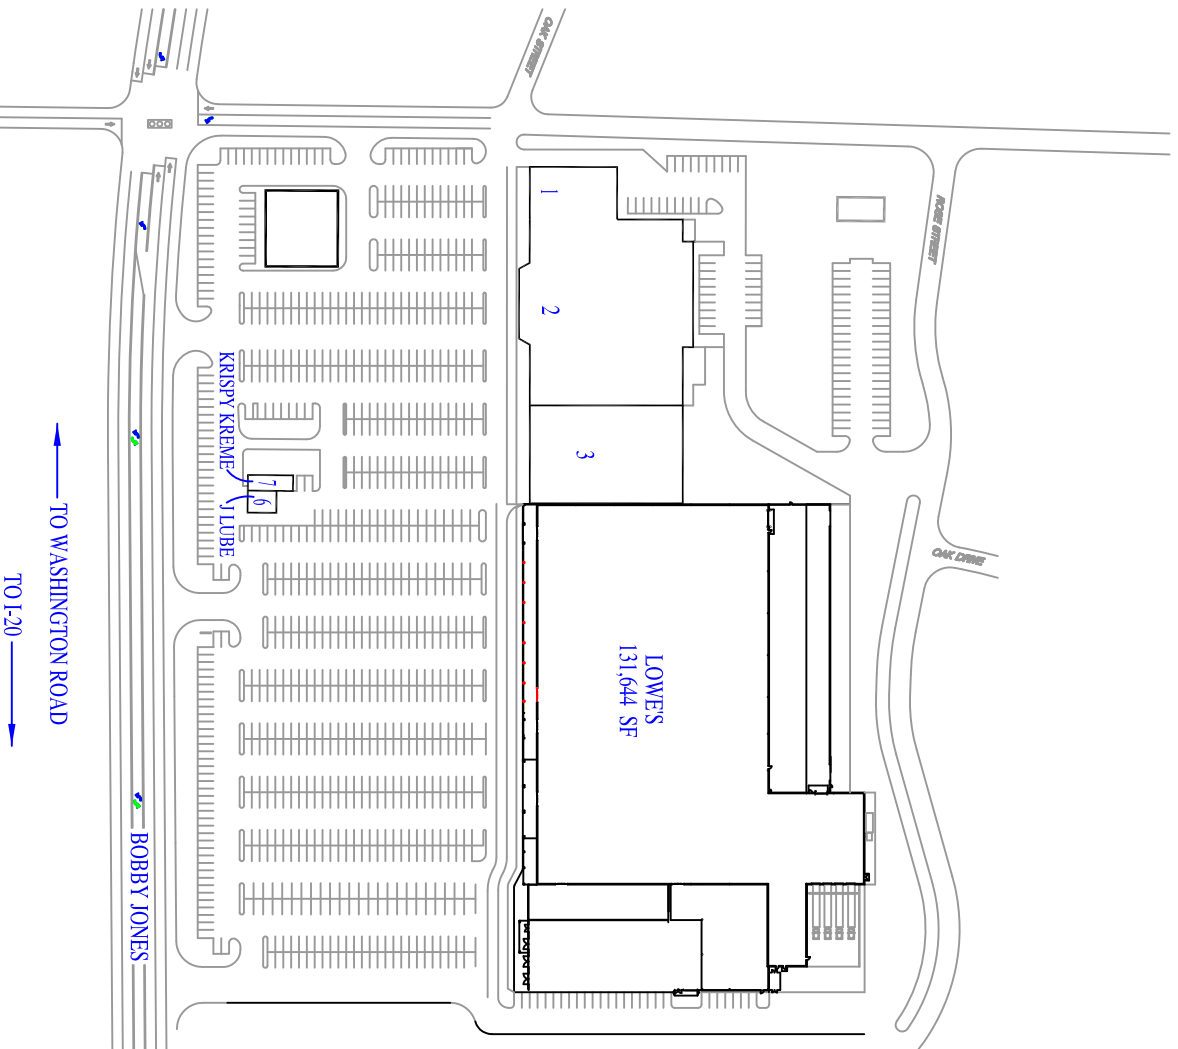 OAK STREET
ROSE STREET
1
2
3
KRISPY KREME
7
6
J LUBE
OAK DRIVE
LOWE'S
131,644 SF
TO WASHINGTON ROAD
TO I-20
BOBBY JONES